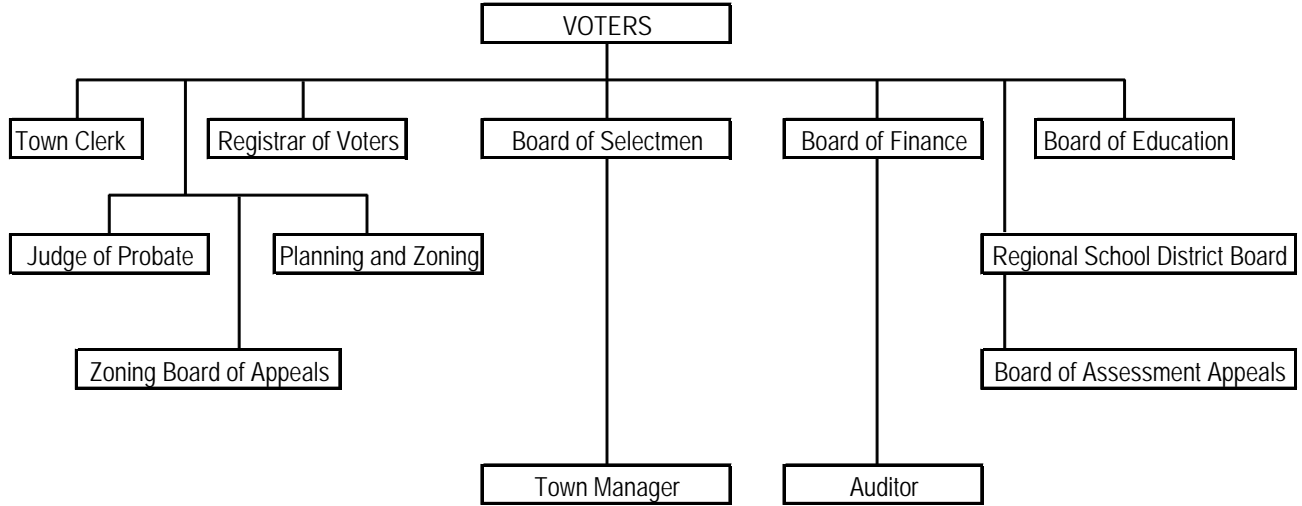 VOTERS
Town Clerk
Registrar of Voters
Board of Selectmen
Board of Finance
Board of Education
Judge of Probate
Planning and Zoning
Regional School District Board
Zoning Board of Appeals
Board of Assessment Appeals
Town Manager
Auditor